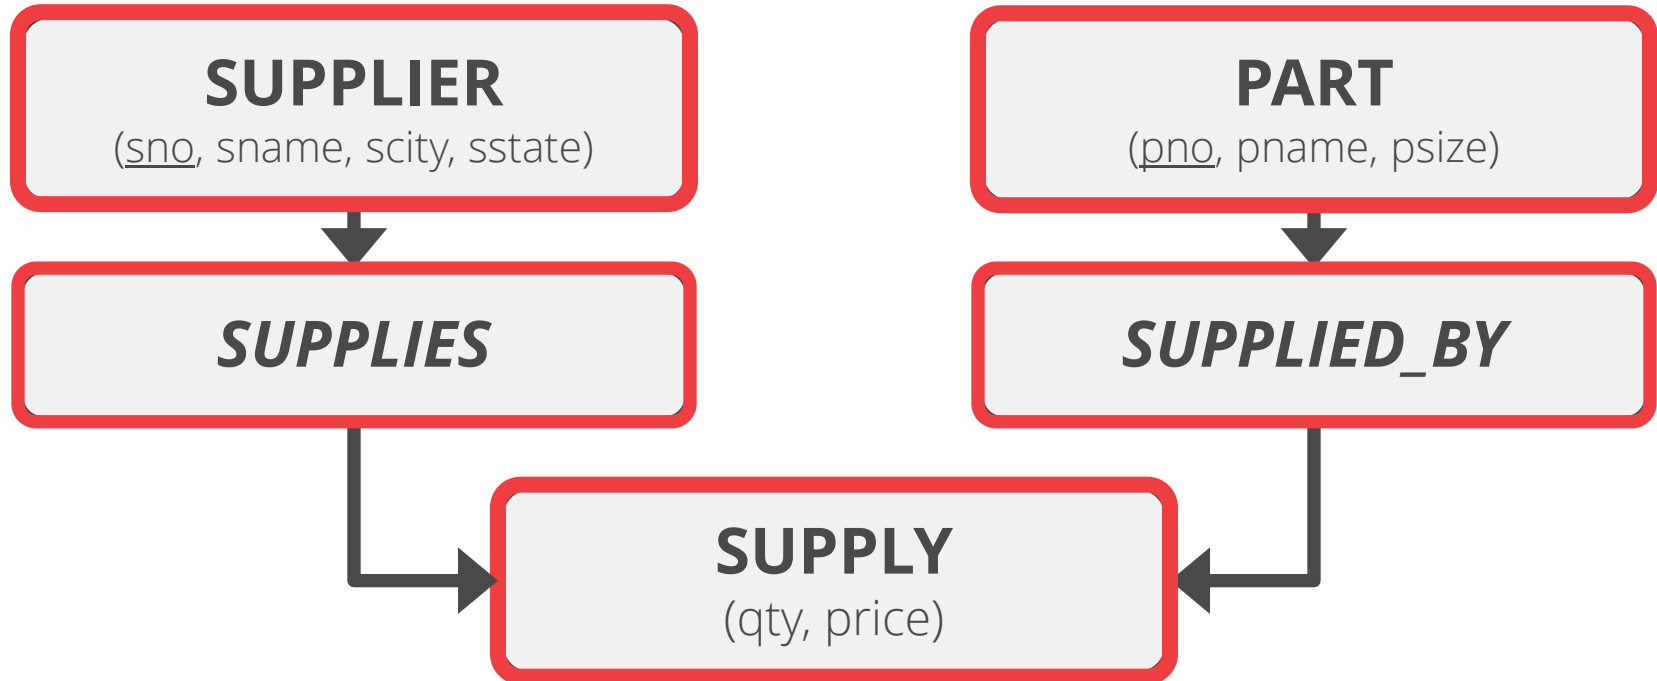 SUPPLIER
(sno, sname, scity, sstate)
PART
(pno, pname, psize)
SUPPLIES
SUPPLIED_BY
SUPPLY
(qty, price)